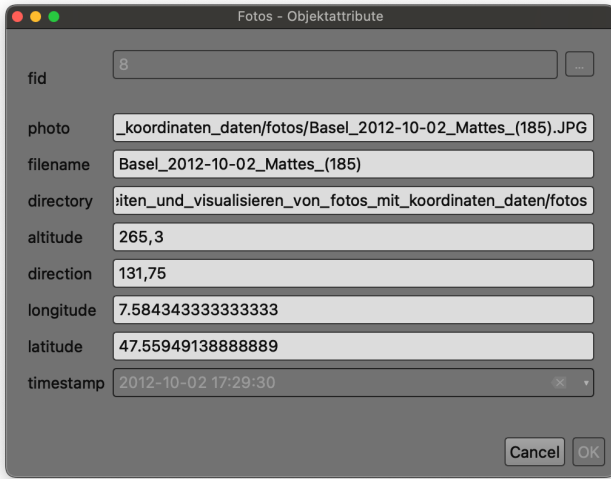 Fotos - Objektattribute
fid 8 ...
photo _koordinaten_daten/fotos/Basel_2012-10-02_Mattes_(185).JPG
filename Basel_2012-10-02_Mattes_(185)
directory eiten_und_visualisieren_von_fotos_mit_koordinaten_daten/fotos
altitude 265,3
direction 131,75
longitude 7.584343333333333
latitude 47.55949138888889
timestamp 2012-10-02 17:29:30
Cancel OK